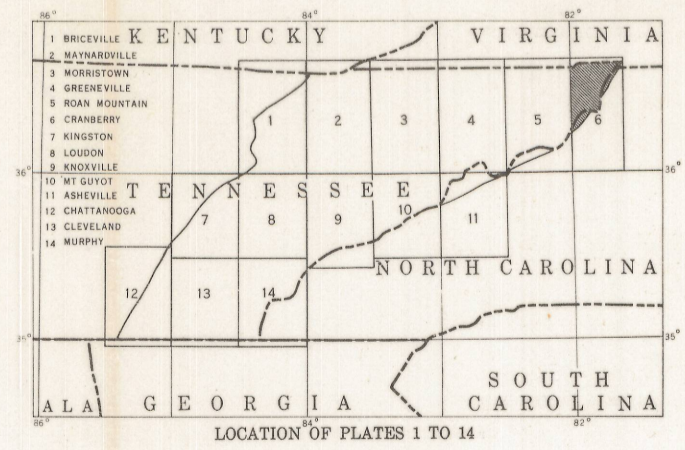 86° 84° 82°
KENTUCKY VIRGINIA
1 BRICEVILLE
2 MAYNARDVILLE
3 MORRISTOWN
4 GREENEVILLE
5 ROAN MOUNTAIN
6 CRANBERRY
7 KINGSTON
8 LOUDON
9 KNOXVILLE
10 MT GUYOT
11 ASHEVILLE
12 CHATTANOOGA
13 CLEVELAND
14 MURPHY
1 2 3 4 5 6
36° 36°
TENNESSEE
7 8 9 10 11
NORTH CAROLINA
12 13 14
35° 35°
SOUTH
CAROLINA
ALA GEORGIA
86° 84° 82°
LOCATION OF PLATES 1 TO 14